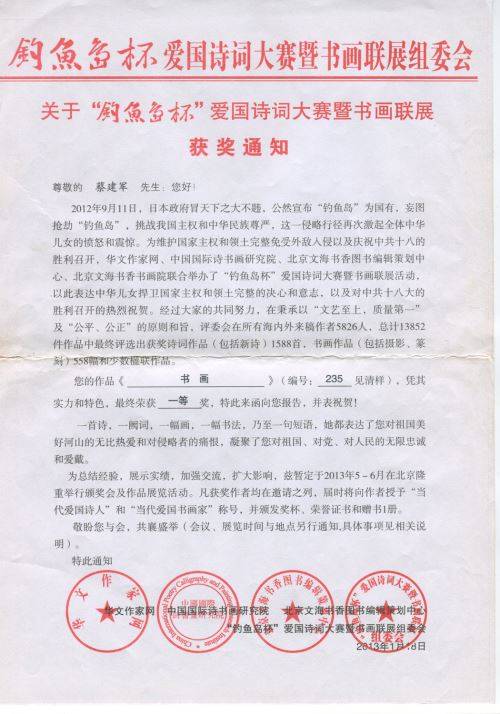 钓鱼岛杯 爱国诗词大赛暨书画联展组委会
关于“钓鱼岛杯”爱国诗词大赛暨书画联展
获奖通知
尊敬的 蔡建军 先生：您好！
2012年9月11日，日本政府冒天下之大不韪，公然宣布“钓鱼岛”为国有，妄图
抢劫“钓鱼岛”，挑战我国主权和中华民族尊严，这一侵略行径再次激起全体中华
儿女的愤怒和震惊。为维护国家主权和领土完整免受外敌入侵以及庆祝中共十八的
胜利召开，华文作家网、中国国际诗书画研究院、北京文海书香图书编辑策划中
心、北京文海书香书画院联合举办了“钓鱼岛杯”爱国诗词大赛暨书画联展活动，
以此表达中华儿女捍卫国家主权和领土完整的决心和意志，以及对中共十八大的
胜利召开的热烈祝贺。经过大家的共同努力，在秉承以“文艺至上，质量第一”
及“公平、公正”的原则和旨，评委会在所有海内外来稿作者5826人，总计13852
件作品中最终评选出获奖诗词作品（包括新诗）1588首，书画作品（包括摄影、篆
刻）558幅和少数楹联作品。
您的作品《 书 画 》（编号：235 见清样），凭其
实力和特色，最终荣获 一等 奖，特此来函向您报告，并表祝贺！
一首诗，一阙词，一幅画，一幅书法，乃至一句短语，她都表达了您对祖国美
好河山的无比热爱和对侵略者的痛恨，凝聚了您对祖国、对党、对人民的无限忠诚
和爱戴。
为总结经验，展示实绩，加强交流，扩大影响，兹暂定于2013年5－6月在北京隆
重举行颁奖会及作品展览活动。凡获奖作者均在邀请之列，届时将向作者授予“当
代爱国诗人”和“当代爱国书画家”称号，并颁发奖杯、荣誉证书和赠书1册。
敬盼您与会，共襄盛举（会议、展览时间与地点另行通知,具体事项见相关说
明）。
特此通知
华文作家网 中国国际诗书画研究院 北京文海书香图书编辑策划中心
“钓鱼岛杯”爱国诗词大赛暨书画联展组委会
2013年1月18日
华文作家网
China International Poetry Calligraphy and Painting Institute